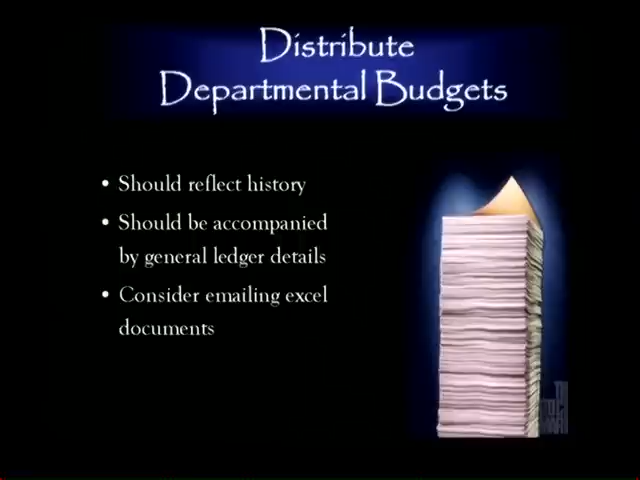 Distribute
Departmental Budgets
• Should reflect history
• Should be accompanied
by general ledger details
• Consider emailing excel
documents